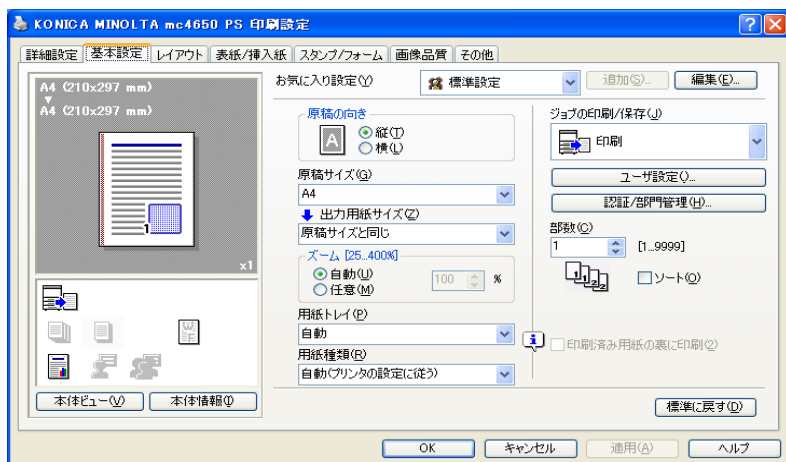 KONICA MINOLTA mc4650 PS 印刷設定
詳細設定 基本設定 レイアウト 表紙/挿入紙 スタンプ/フォーム 画像品質 その他
A4 (210x297 mm)
A4 (210x297 mm)
1
x1
本体ビュー(V) 本体情報(I)
お気に入り設定(Y) 標準設定 追加(S)... 編集(E)...
原稿の向き
A
縦(T)
横(L)
原稿サイズ(G)
A4
出力用紙サイズ(Z)
原稿サイズと同じ
ズーム [25...400%]
自動(U)
任意(M)
100 %
用紙トレイ(P)
自動
用紙種類(R)
自動(プリンタの設定に従う)
ジョブの印刷/保存(J)
印刷
ユーザ設定()...
認証/部門管理(H)...
部数(C)
1 [1...9999]
1 1 2 2
ソート(O)
印刷済み用紙の裏に印刷(2)
標準に戻す(D)
OK キャンセル 適用(A) ヘルプ